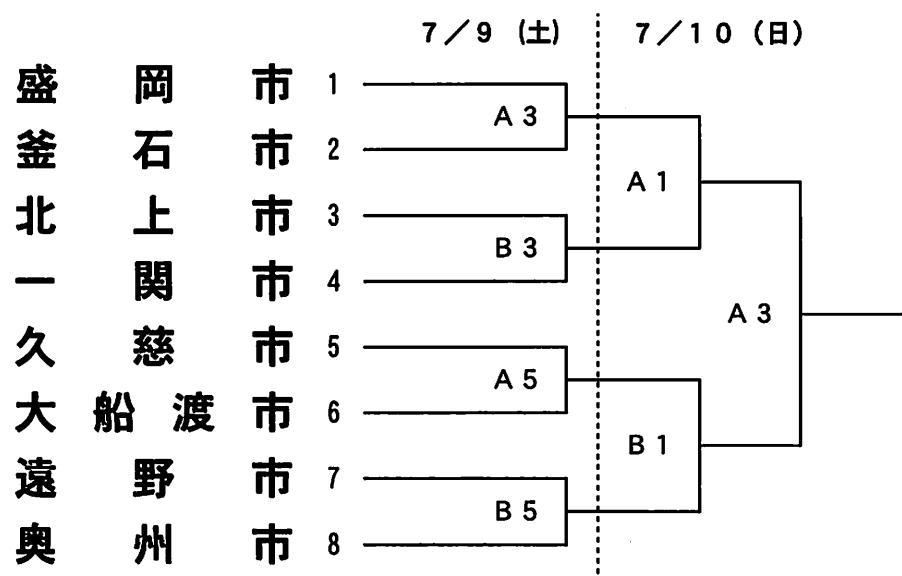 7／9 (土) 7／10 (日)
盛岡市 1
A3
釜石市 2
A1
北上市 3
B3
一関市 4
A3
久慈市 5
A5
大船渡市 6
B1
遠野市 7
B5
奥州市 8